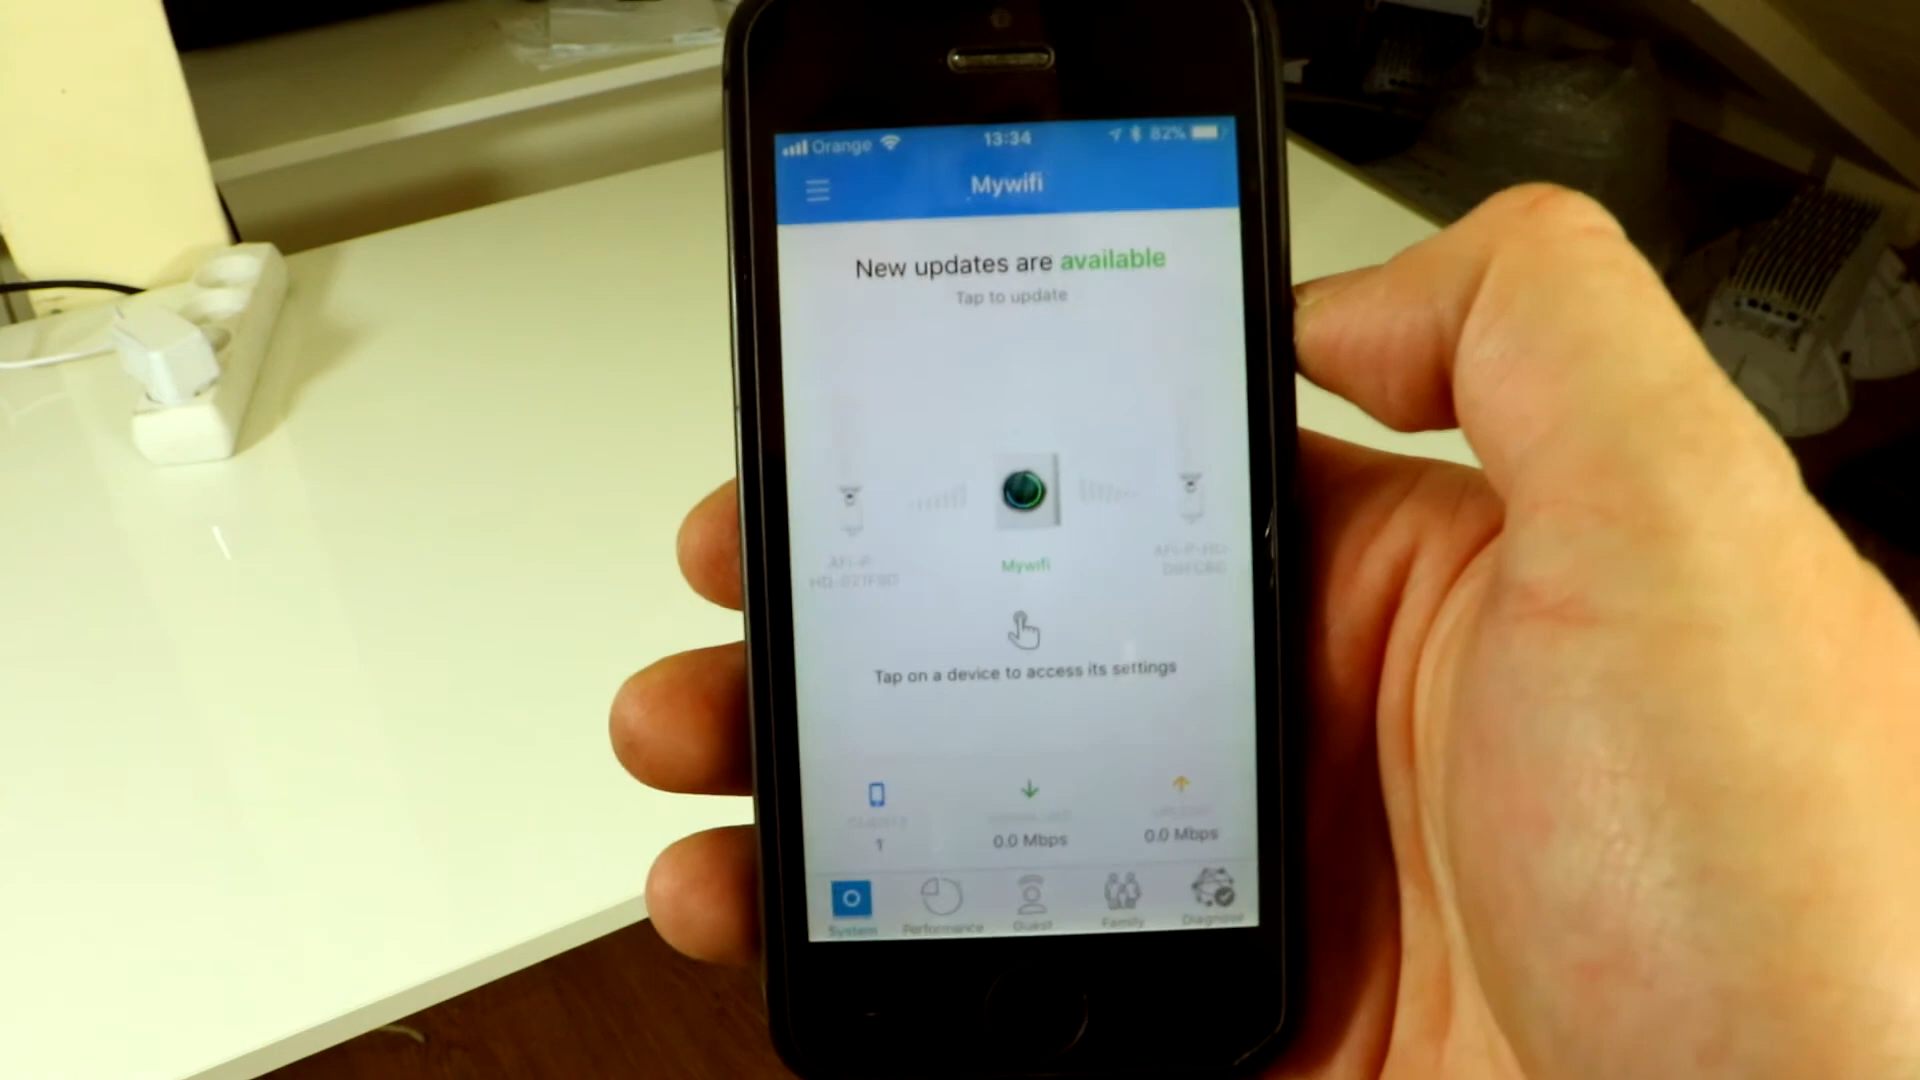 Orange 13:34 82%
Mywifi
New updates are available
Tap to update
Mywifi
Tap on a device to access its settings
1 0.0 Mbps 0.0 Mbps
System Performance Guest Family Diagnose